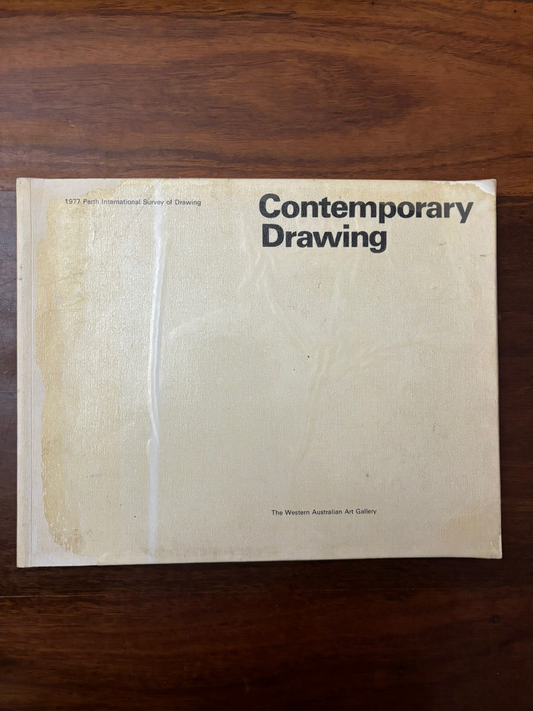 1977 Perth International Survey of Drawing
Contemporary
Drawing
The Western Australian Art Gallery